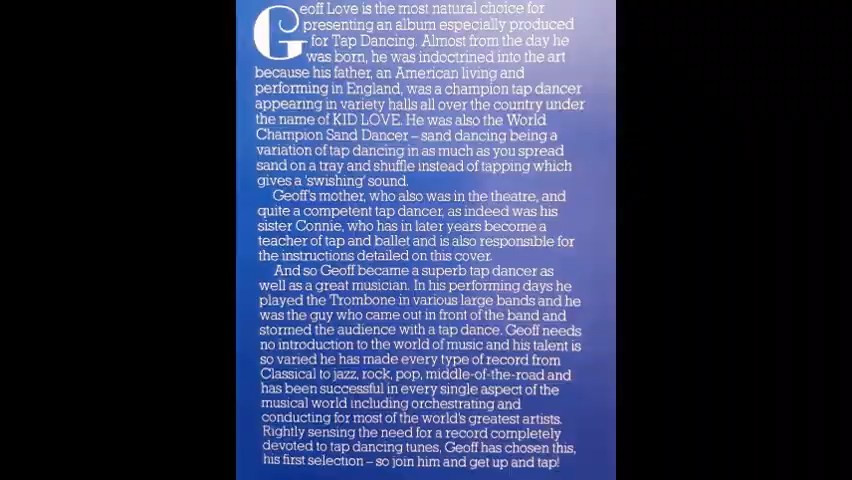 Geoff Love is the most natural choice for
presenting an album especially produced
for Tap Dancing. Almost from the day he
was born, he was indoctrined into the art
because his father, an American living and
performing in England, was a champion tap dancer
appearing in variety halls all over the country under
the name of KID LOVE. He was also the World
Champion Sand Dancer – sand dancing being a
variation of tap dancing in as much as you spread
sand on a tray and shuffle instead of tapping which
gives a 'swishing' sound.
Geoff's mother, who also was in the theatre, and
quite a competent tap dancer, as indeed was his
sister Connie, who has in later years become a
teacher of tap and ballet and is also responsible for
the instructions detailed on this cover.
And so Geoff became a superb tap dancer as
well as a great musician. In his performing days he
played the Trombone in various large bands and he
was the guy who came out in front of the band and
stormed the audience with a tap dance. Geoff needs
no introduction to the world of music and his talent is
so varied he has made every type of record from
Classical to jazz, rock, pop, middle-of-the-road and
has been successful in every single aspect of the
musical world including orchestrating and
conducting for most of the world's greatest artists.
Rightly sensing the need for a record completely
devoted to tap dancing tunes, Geoff has chosen this,
his first selection – so join him and get up and tap!